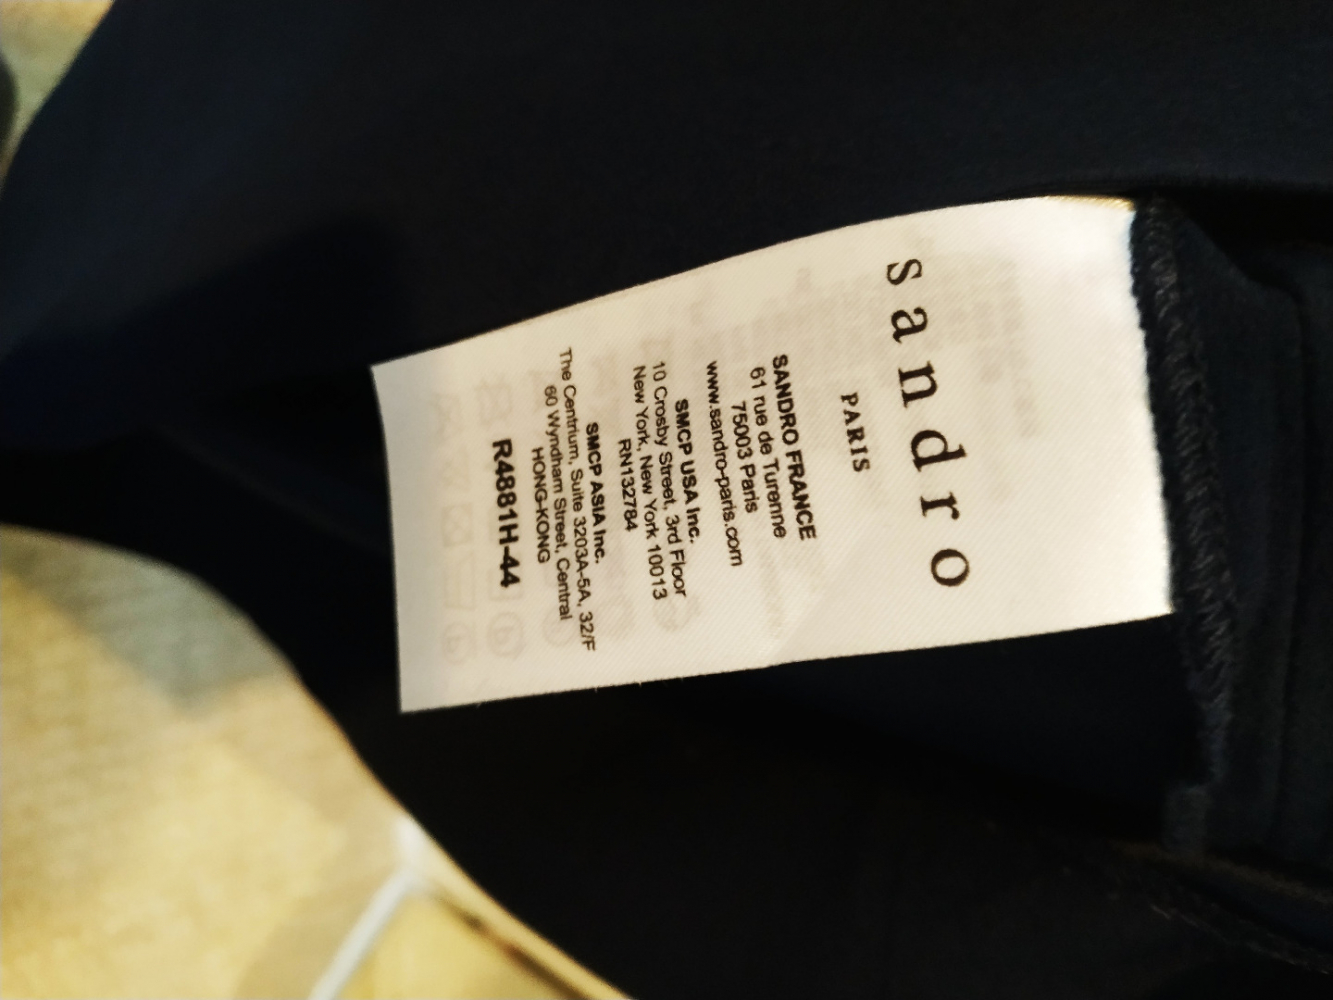 sandro
PARIS
SANDRO FRANCE
61 rue de Turenne
75003 Paris
www.sandro-paris.com
SMCP USA Inc.
10 Crosby Street, 3rd Floor
New York, New York 10013
RN132784
SMCP ASIA Inc.
The Centrium, Suite 3203A-5A, 32/F
60 Wyndham Street, Central
HONG-KONG
R4881H-44